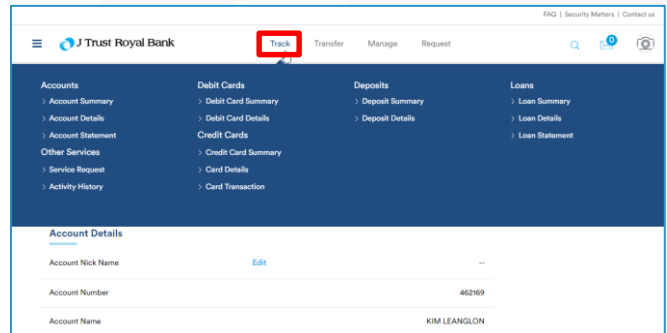 FAQ | Security Matters | Contact us
J Trust Royal Bank
Track Transfer Manage Request
0
Accounts
> Account Summary
> Account Details
> Account Statement
Other Services
> Service Request
> Activity History
Debit Cards
> Debit Card Summary
> Debit Card Details
Credit Cards
> Credit Card Summary
> Card Details
> Card Transaction
Deposits
> Deposit Summary
> Deposit Details
Loans
> Loan Summary
> Loan Details
> Loan Statement
Account Details
Account Nick Name Edit --
Account Number 462169
Account Name KIM LEANGLON